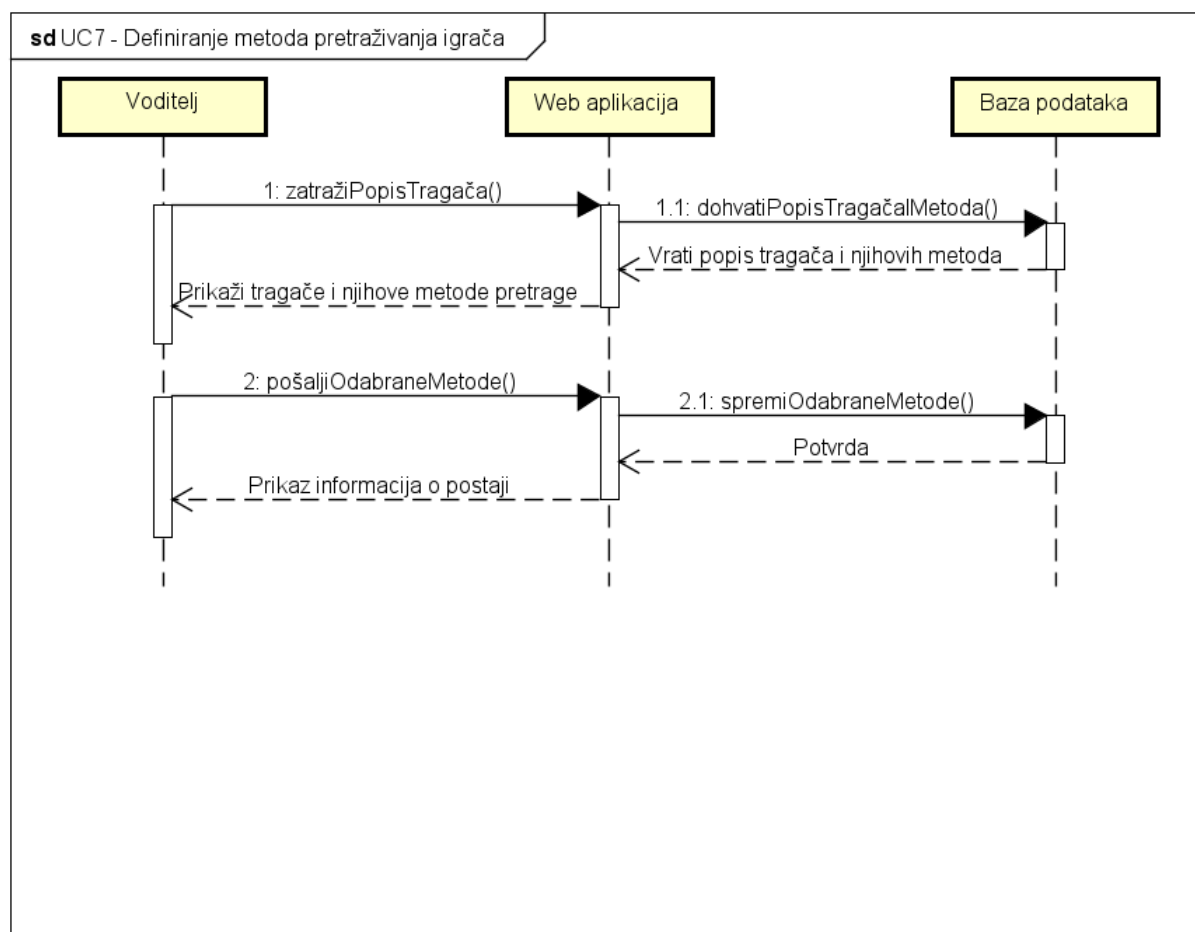 sd UC7 - Definiranje metoda pretraživanja igrača
Voditelj
Web aplikacija
Baza podataka
1: zatražiPopisTragača()
1.1: dohvatiPopisTragačaIMetoda()
Vrati popis tragača i njihovih metoda
Prikaži tragače i njihove metode pretrage
2: pošaljiOdabraneMetode()
2.1: spremiOdabraneMetode()
Potvrda
Prikaz informacija o postaji